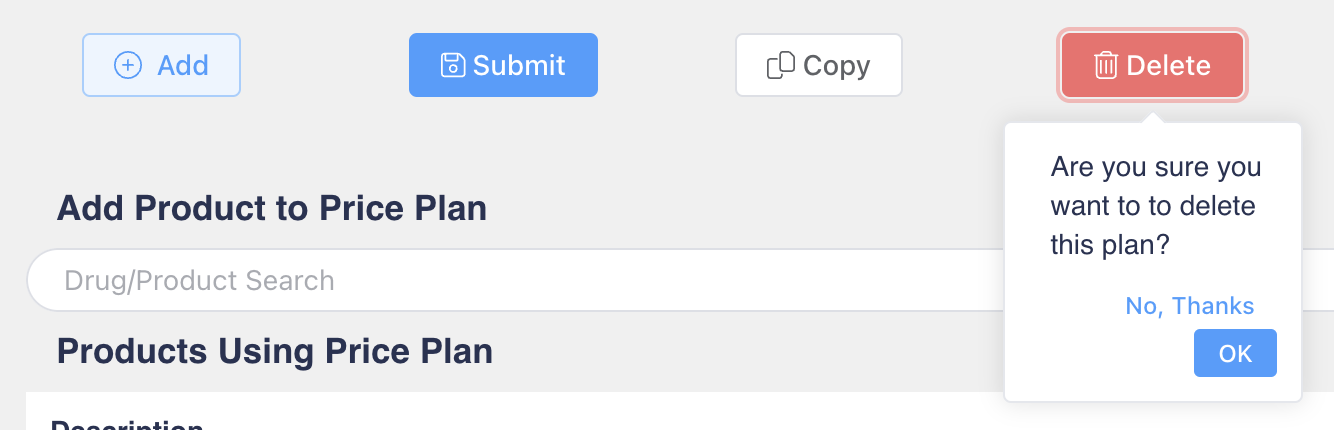 Add
Submit
Copy
Delete
Are you sure you
want to to delete
this plan?
No, Thanks
OK
Add Product to Price Plan
Drug/Product Search
Products Using Price Plan
Description